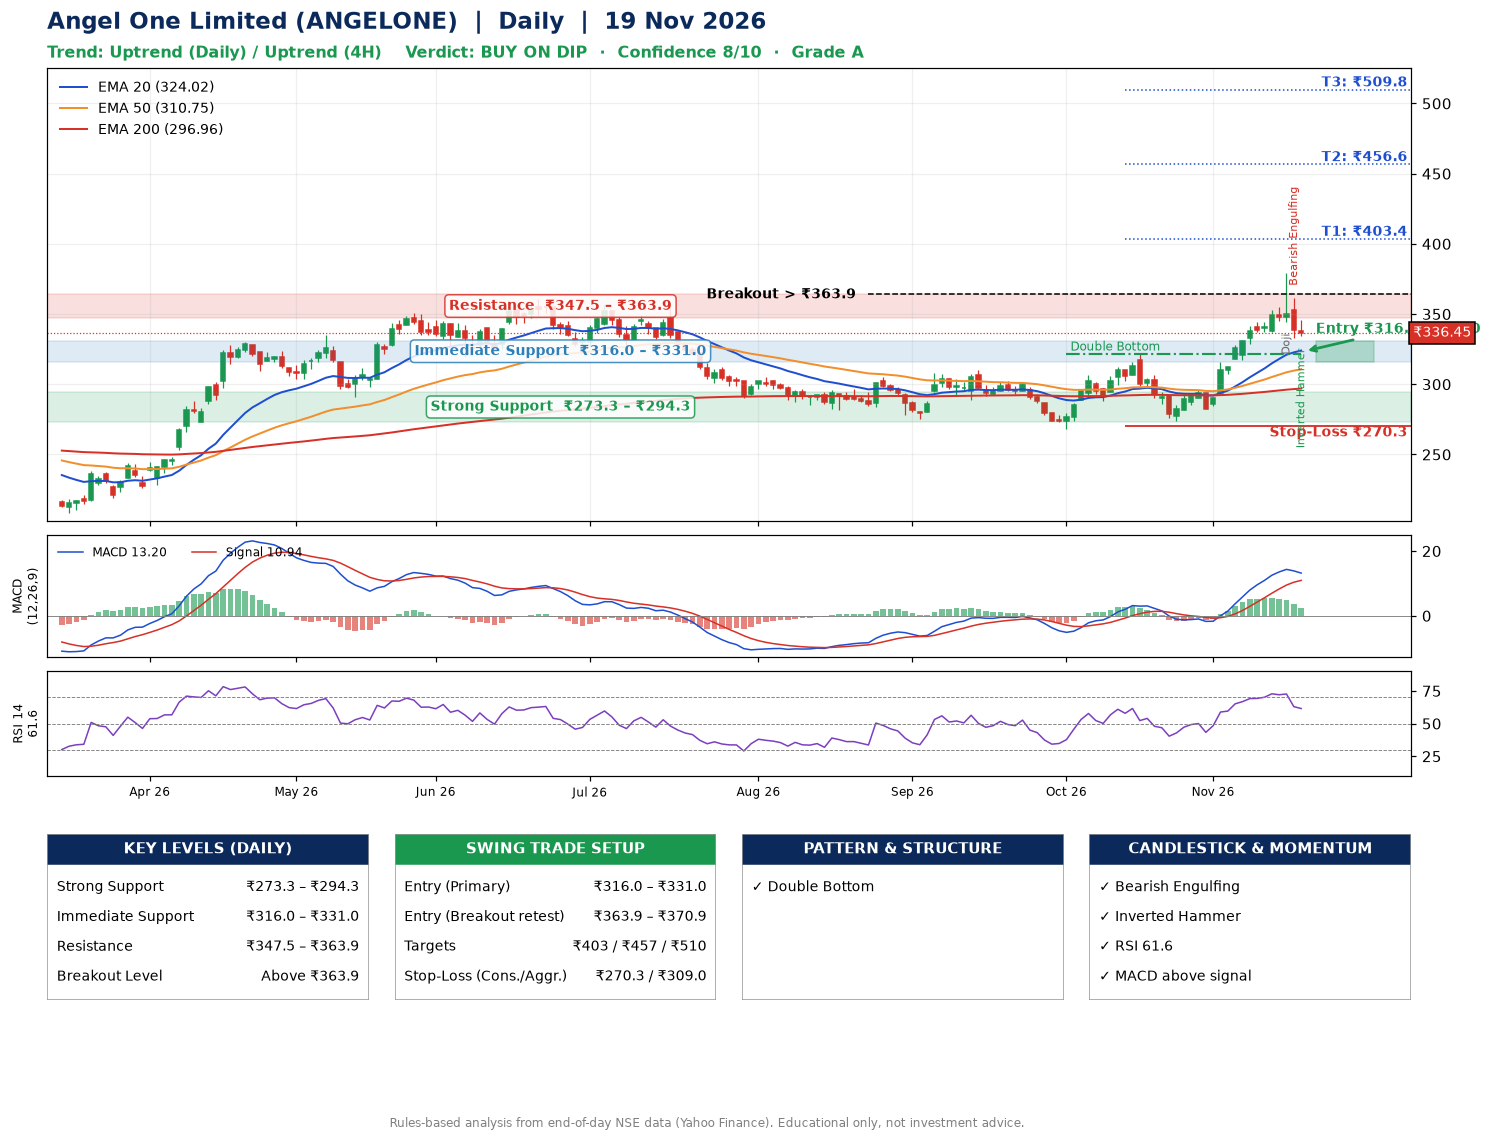 Angel One Limited (ANGELONE) | Daily | 19 Nov 2026
Trend: Uptrend (Daily) / Uptrend (4H) Verdict: BUY ON DIP · Confidence 8/10 · Grade A
EMA 20 (324.02)
EMA 50 (310.75)
EMA 200 (296.96)
T3: ₹509.8
T2: ₹456.6
T1: ₹403.4
Bearish Engulfing
Breakout > ₹363.9
Resistance ₹347.5 – ₹363.9
Entry ₹316.
₹336.45
Immediate Support ₹316.0 – ₹331.0
Double Bottom
Doji
Inverted Hammer
Strong Support ₹273.3 – ₹294.3
Stop-Loss ₹270.3
500
450
400
350
300
250
MACD 13.20 Signal 10.94
MACD
(12,26,9)
20
0
RSI 14
61.6
75
50
25
Apr 26 May 26 Jun 26 Jul 26 Aug 26 Sep 26 Oct 26 Nov 26
KEY LEVELS (DAILY)
Strong Support ₹273.3 – ₹294.3
Immediate Support ₹316.0 – ₹331.0
Resistance ₹347.5 – ₹363.9
Breakout Level Above ₹363.9
SWING TRADE SETUP
Entry (Primary) ₹316.0 – ₹331.0
Entry (Breakout retest) ₹363.9 – ₹370.9
Targets ₹403 / ₹457 / ₹510
Stop-Loss (Cons./Aggr.) ₹270.3 / ₹309.0
PATTERN & STRUCTURE
✓ Double Bottom
CANDLESTICK & MOMENTUM
✓ Bearish Engulfing
✓ Inverted Hammer
✓ RSI 61.6
✓ MACD above signal
Rules-based analysis from end-of-day NSE data (Yahoo Finance). Educational only, not investment advice.